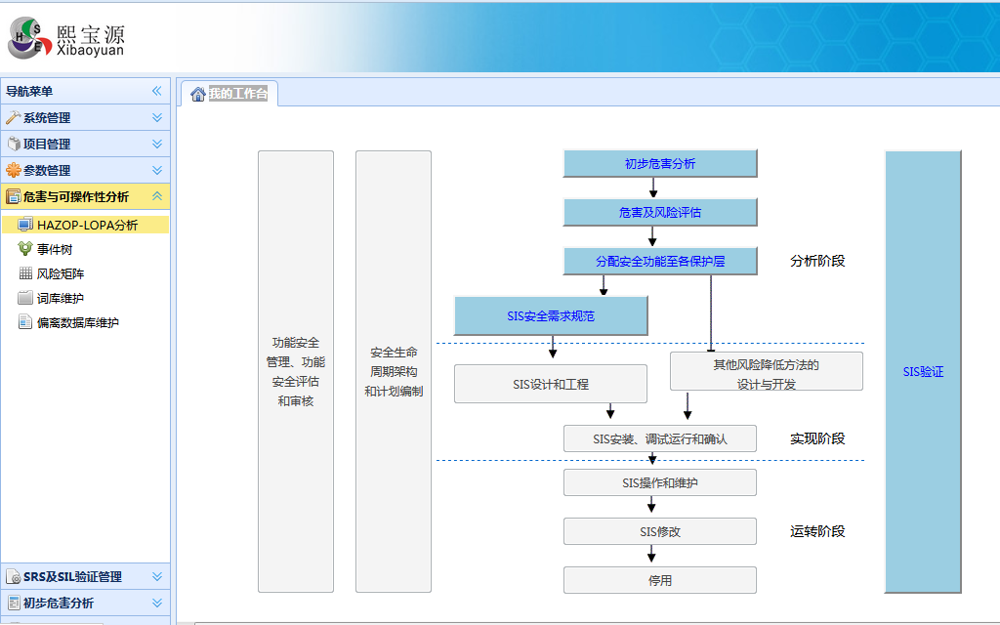 HSE
熙宝源
Xibaoyuan
导航菜单
系统管理
项目管理
参数管理
危害与可操作性分析
HAZOP-LOPA分析
事件树
风险矩阵
词库维护
偏离数据库维护
SRS及SIL验证管理
初步危害分析
我的工作台
功能安全
管理、功能
安全评估
和审核
安全生命
周期架构
和计划编制
初步危害分析
危害及风险评估
分配安全功能至各保护层
分析阶段
SIS安全需求规范
SIS设计和工程
其他风险降低方法的
设计与开发
SIS安装、调试运行和确认
实现阶段
SIS操作和维护
SIS修改
运转阶段
停用
SIS验证